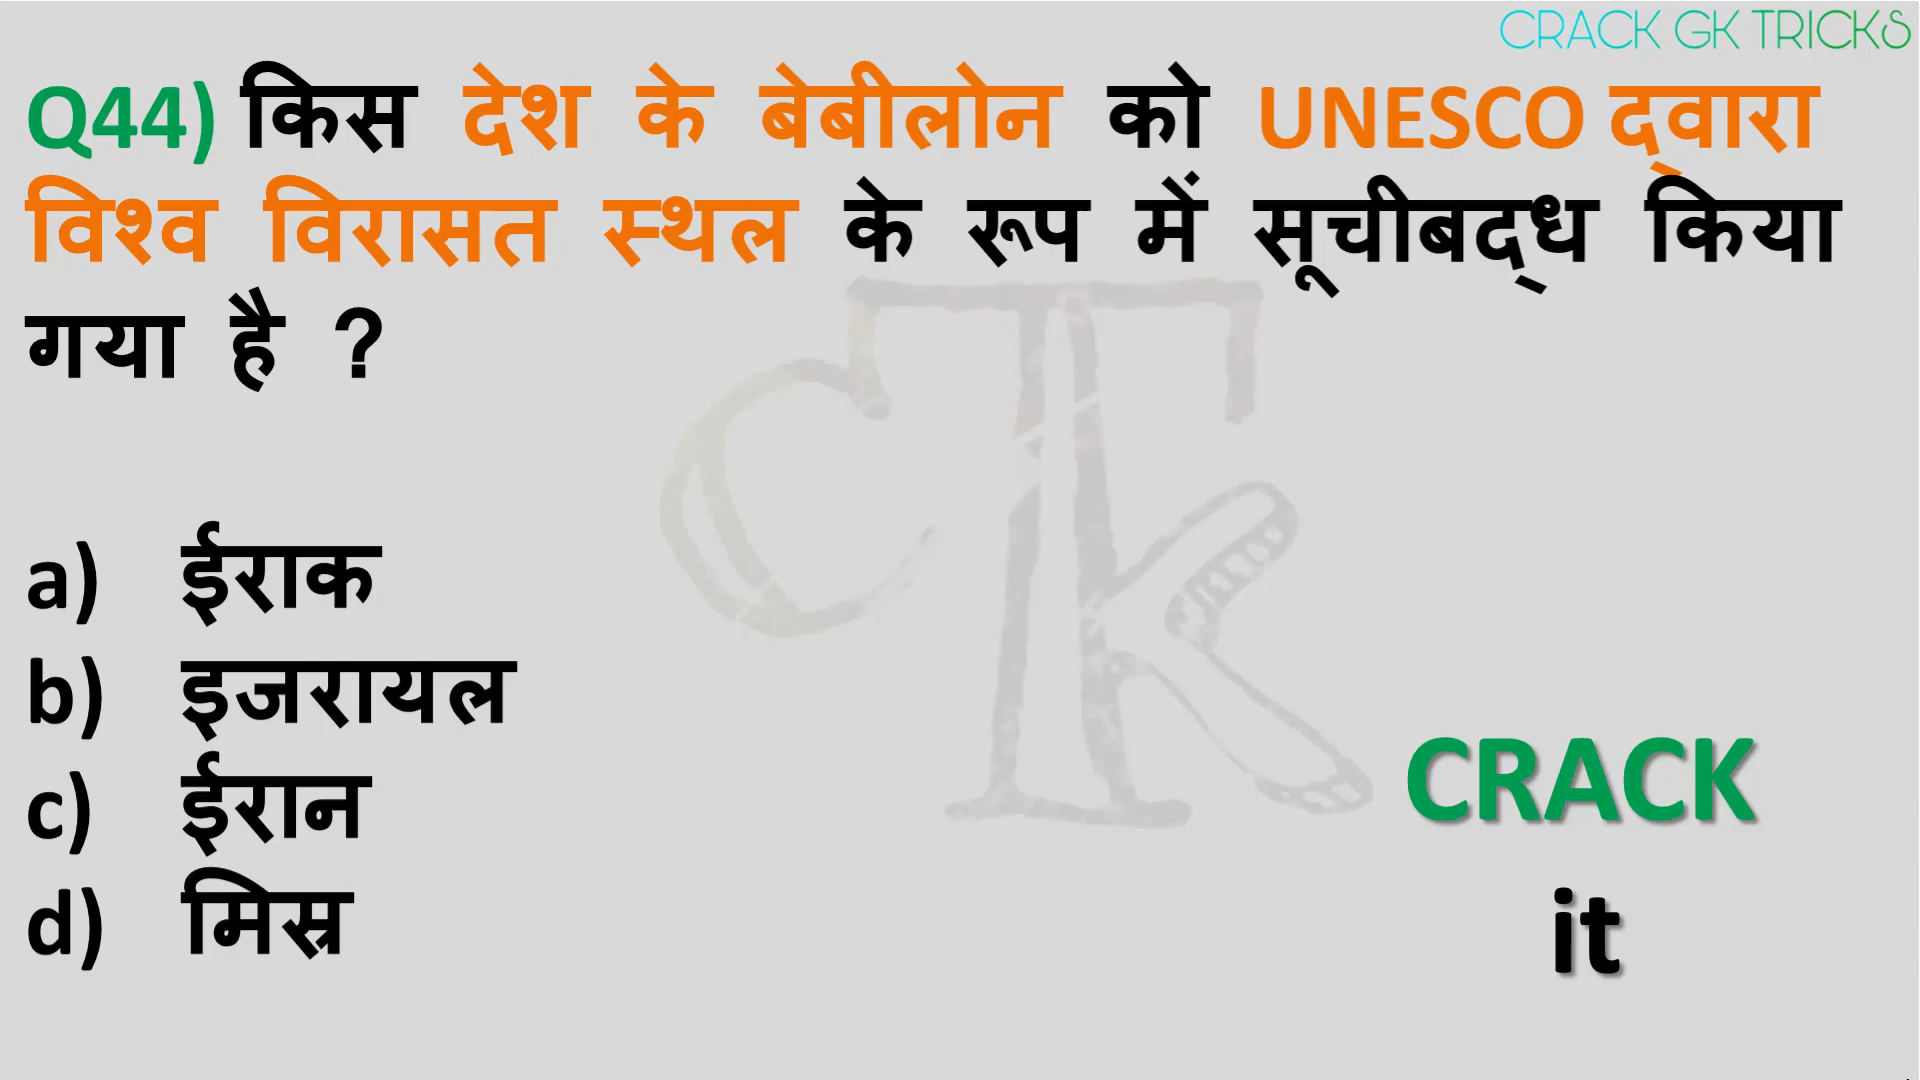 CRACK GK TRICKS
Q44) किस देश के बेबीलोन को UNESCO द्वारा
विश्व विरासत स्थल के रूप में सूचीबद्ध किया
गया है ?
a) ईराक
b) इजरायल
c) ईरान
d) मिस्र
CRACK
it